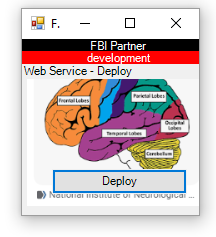 F.
FBI Partner
development
Web Service - Deploy
Frontal Lobes
Parietal Lobes
Occipital
Lobes
Temporal Lobes
Cerebellum
Deploy
National Institute of Neurological ...